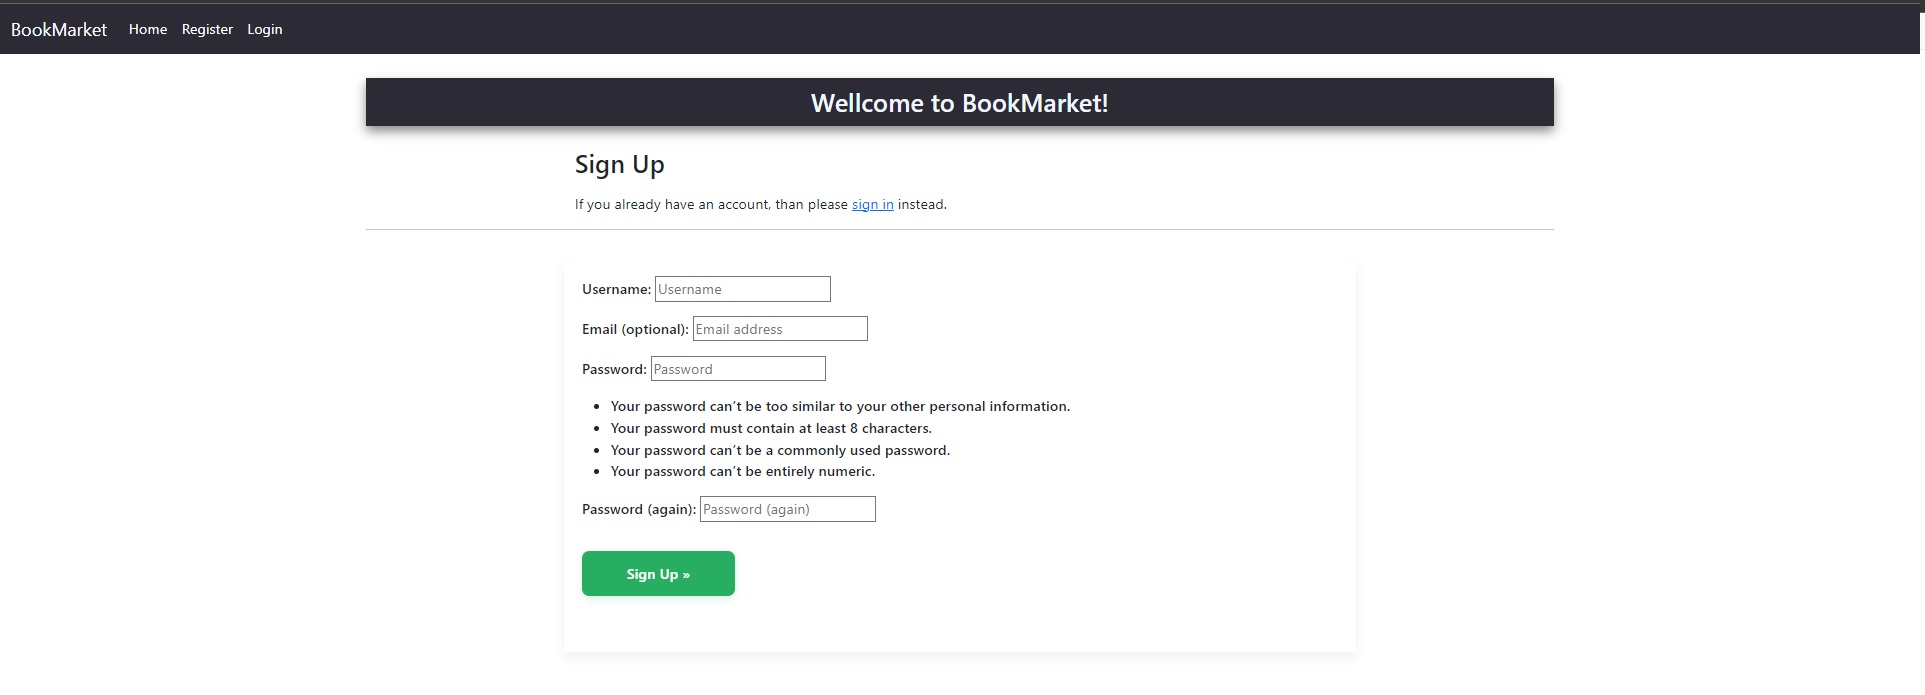 BookMarket Home Register Login
Wellcome to BookMarket!
Sign Up
If you already have an account, than please sign in instead.
Username: Username
Email (optional): Email address
Password: Password
• Your password can’t be too similar to your other personal information.
• Your password must contain at least 8 characters.
• Your password can’t be a commonly used password.
• Your password can’t be entirely numeric.
Password (again): Password (again)
Sign Up »